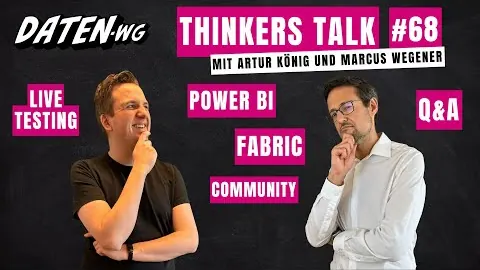 DATEN-WG
THINKERS TALK #68
MIT ARTUR KÖNIG UND MARCUS WEGENER
LIVE
TESTING
POWER BI
Q&A
FABRIC
COMMUNITY